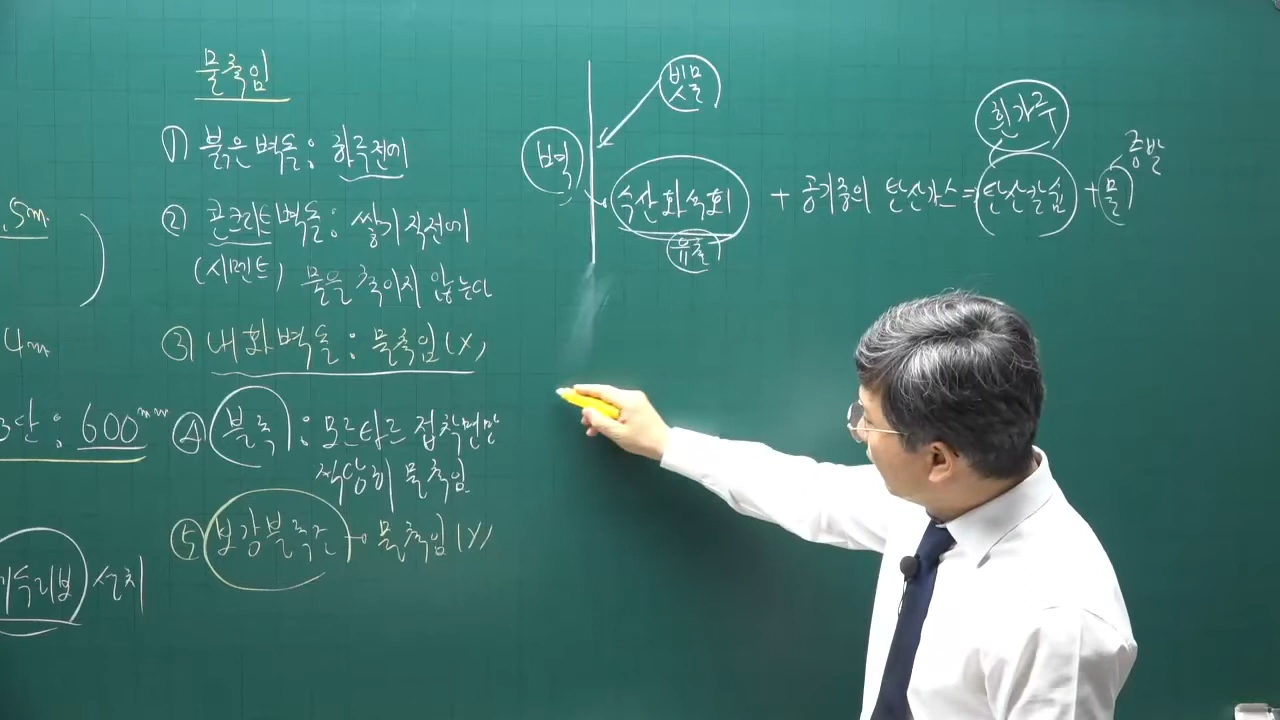 .5m
4m
3단 : 600mm
설치
물축임
① 붉은벽돌 : 하루전에
② 콘크리트벽돌 : 쌓기 직전에
(시멘트) 물을 축이지 않는다
③ 내화벽돌 : 물축임(X)
④ 블록 : 모르타르 접착면만
적당히 물축임
⑤ 보강블록조 → 물축임(X)
빗물
벽
수산화석회 + 공기중의 탄산가스 = 탄산칼슘 + 물
유출
흰가루
증발